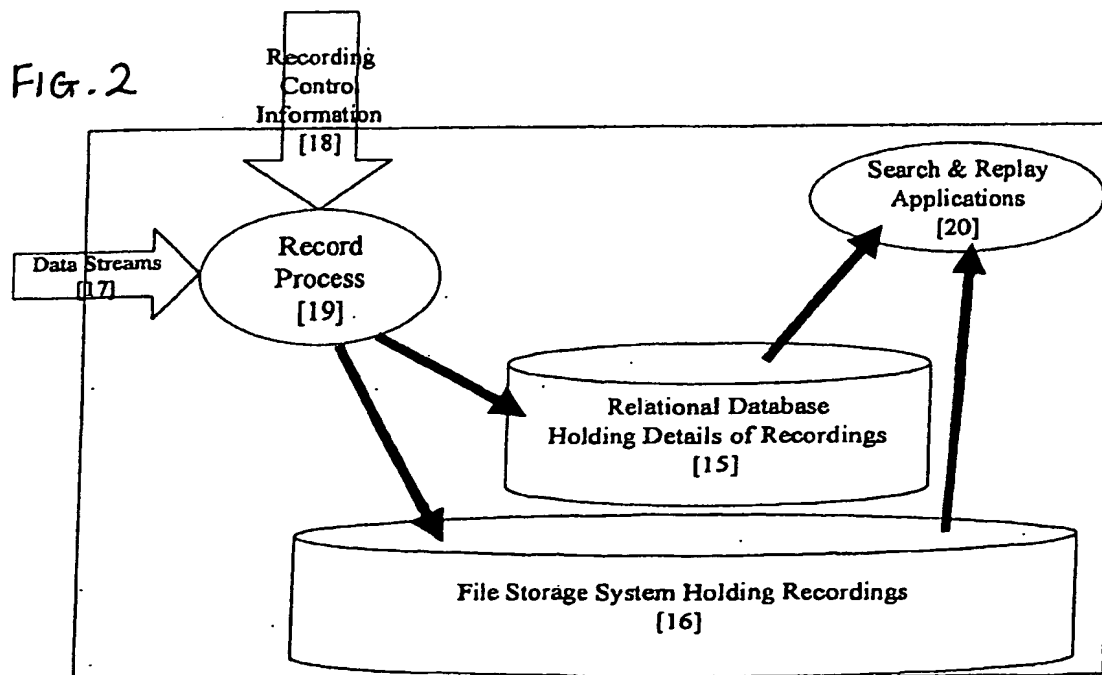 FIG. 2
Recording
Control
Information
[18]
Data Streams
[17]
Record
Process
[19]
Search & Replay
Applications
[20]
Relational Database
Holding Details of Recordings
[15]
File Storage System Holding Recordings
[16]